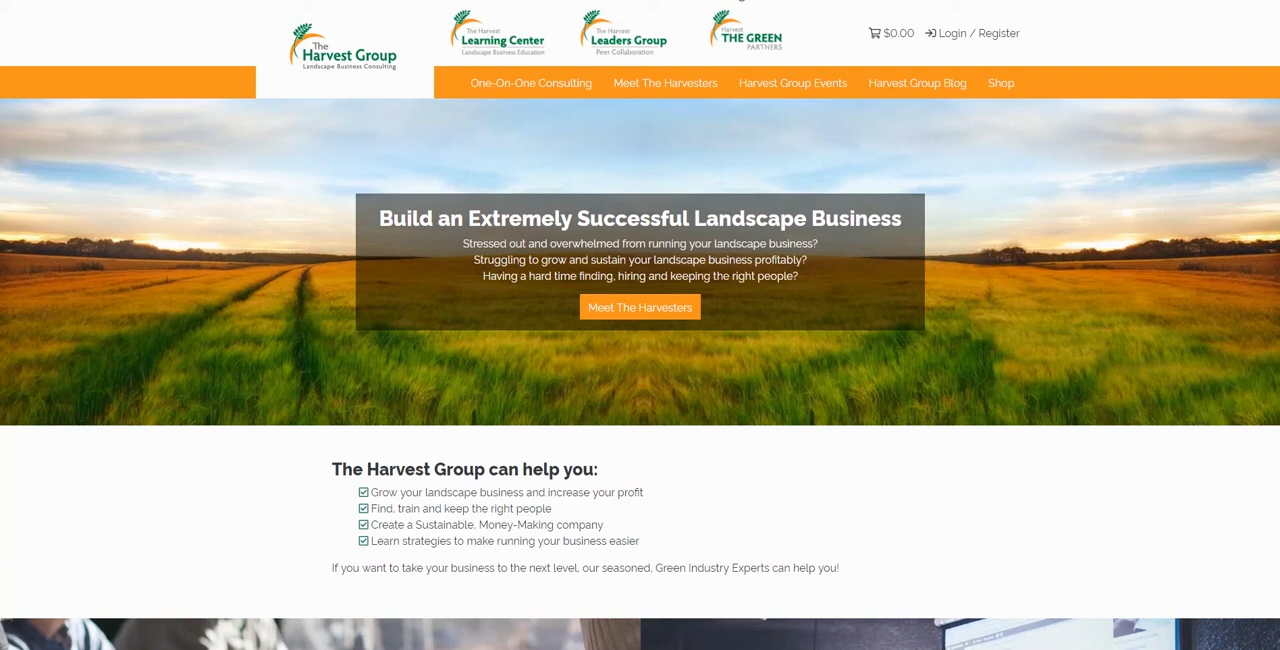 The
Harvest Group
Landscape Business Consulting
The Harvest
Learning Center
Landscape Business Education
The Harvest
Leaders Group
Peer Collaboration
Harvest
THE GREEN
PARTNERS
$0.00 Login / Register
One-On-One Consulting Meet The Harvesters Harvest Group Events Harvest Group Blog Shop
Build an Extremely Successful Landscape Business
Stressed out and overwhelmed from running your landscape business?
Struggling to grow and sustain your landscape business profitably?
Having a hard time finding, hiring and keeping the right people?
Meet The Harvesters
The Harvest Group can help you:
Grow your landscape business and increase your profit
Find, train and keep the right people
Create a Sustainable, Money-Making company
Learn strategies to make running your business easier
If you want to take your business to the next level, our seasoned, Green Industry Experts can help you!